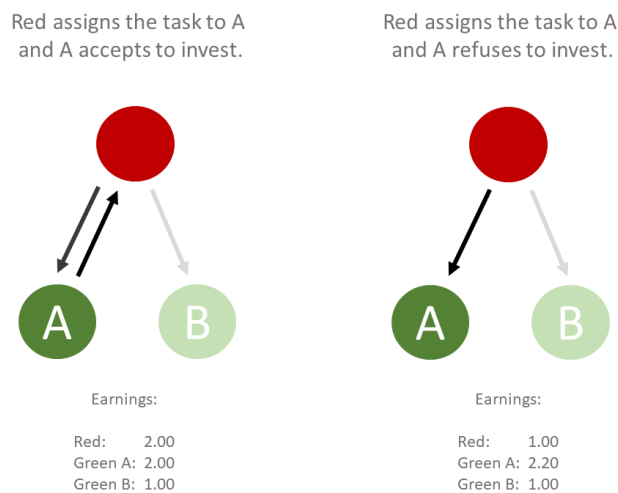 Red assigns the task to A
and A accepts to invest.
A
B
Earnings:
Red: 2.00
Green A: 2.00
Green B: 1.00
Red assigns the task to A
and A refuses to invest.
A
B
Earnings:
Red: 1.00
Green A: 2.20
Green B: 1.00